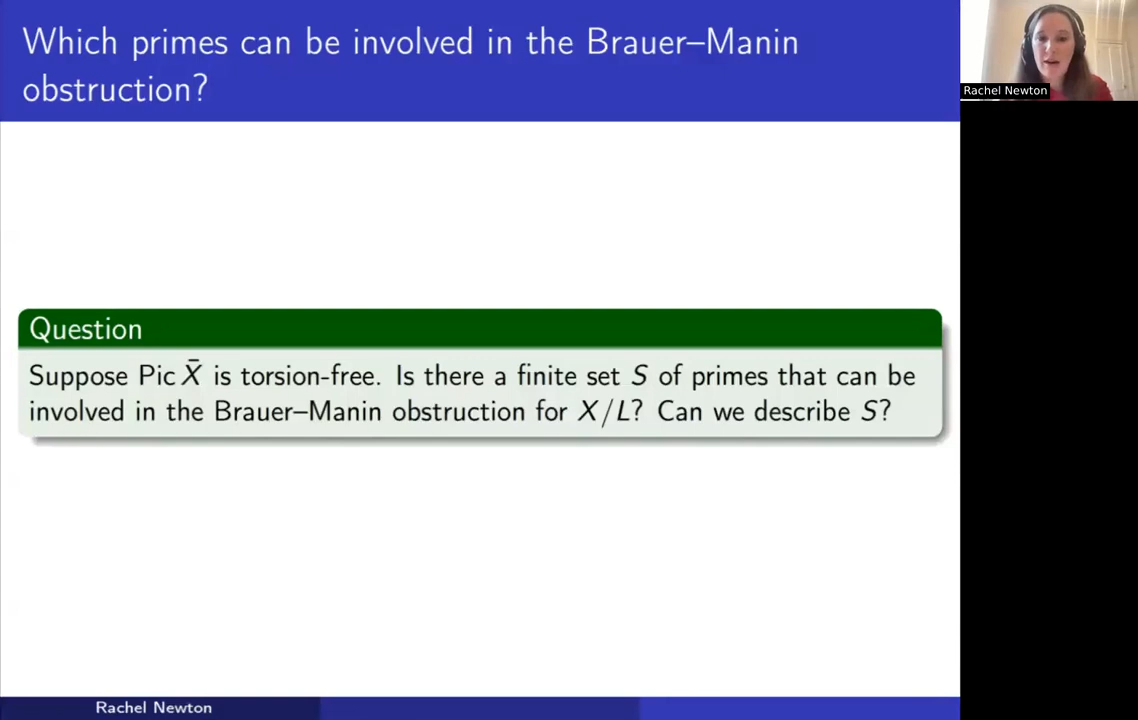 Which primes can be involved in the Brauer–Manin
obstruction?
Rachel Newton
Question
Suppose Pic X̄ is torsion-free. Is there a finite set S of primes that can be
involved in the Brauer–Manin obstruction for X/L? Can we describe S?
Rachel Newton